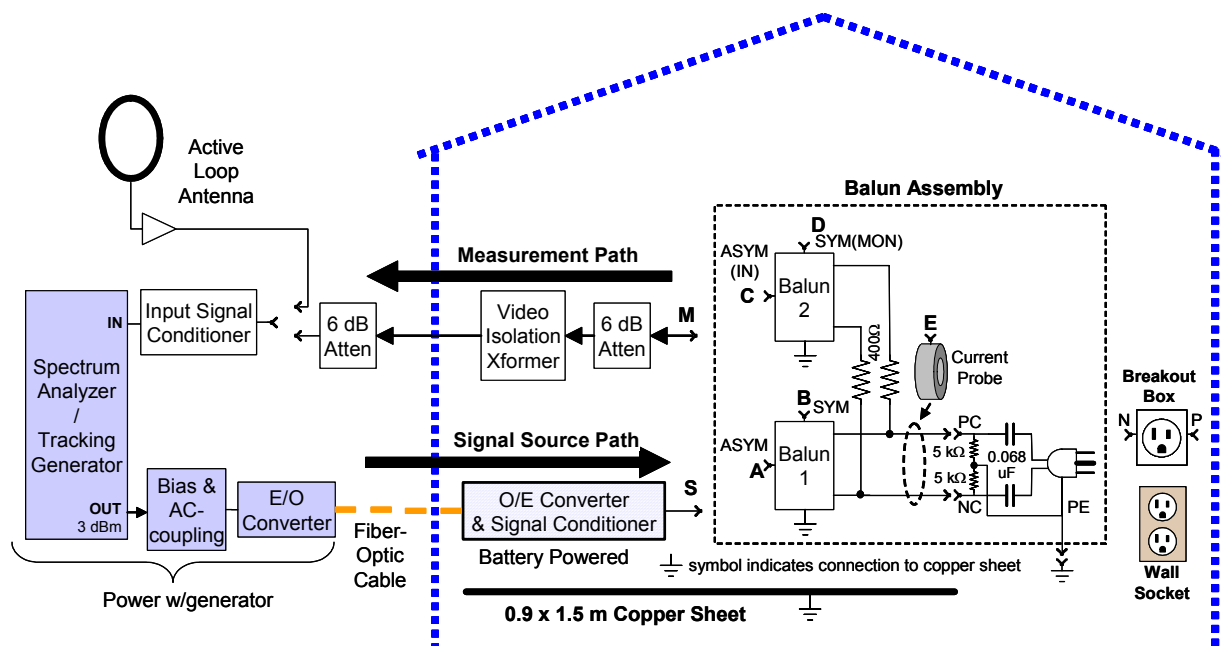 Active
Loop
Antenna
Measurement Path
IN
Input Signal
Conditioner
6 dB
Atten
Video
Isolation
Xformer
6 dB
Atten
M
Spectrum
Analyzer
/
Tracking
Generator
OUT
3 dBm
Bias &
AC-
coupling
E/O
Converter
Power w/generator
Fiber-
Optic
Cable
Signal Source Path
O/E Converter
& Signal Conditioner
Battery Powered
S
symbol indicates connection to copper sheet
0.9 x 1.5 m Copper Sheet
Balun Assembly
D
SYM(MON)
ASYM
(IN)
C
Balun
2
400Ω
E
Current
Probe
B
SYM
ASYM
A
Balun
1
PC
5 kΩ
5 kΩ
0.068
uF
NC
PE
Breakout
Box
N
P
Wall
Socket